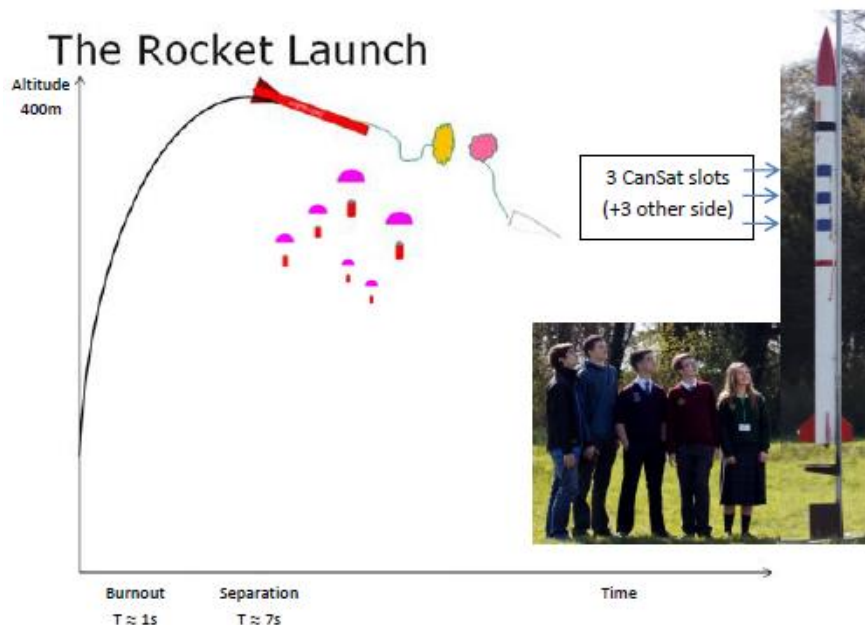 The Rocket Launch
Altitude
400m
3 CanSat slots
(+3 other side)
Burnout
T ≈ 1s
Separation
T ≈ 7s
Time